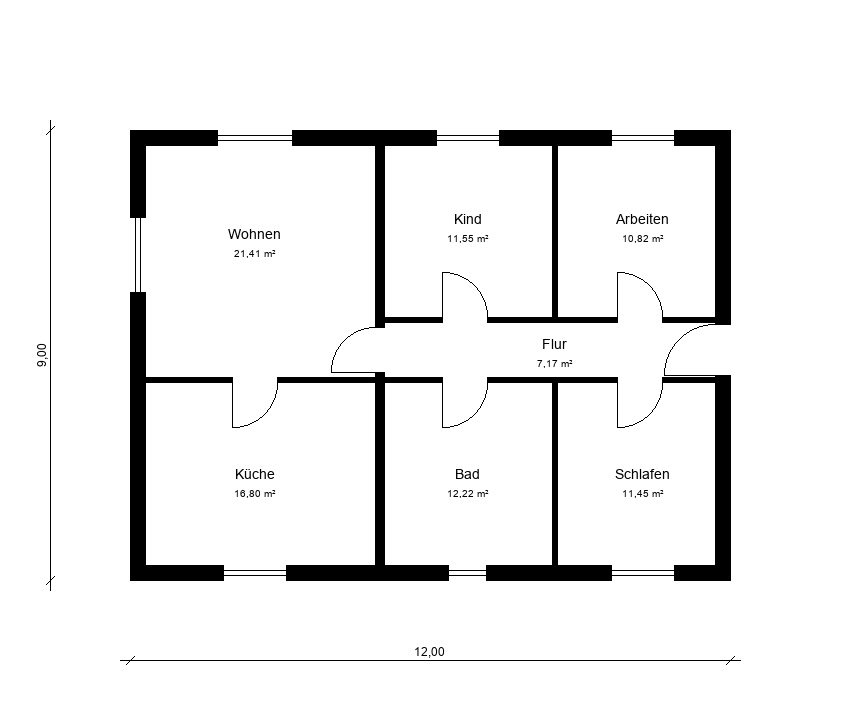 Wohnen
21,41 m²
Kind
11,55 m²
Arbeiten
10,82 m²
Flur
7,17 m²
Küche
16,80 m²
Bad
12,22 m²
Schlafen
11,45 m²
9,00
12,00